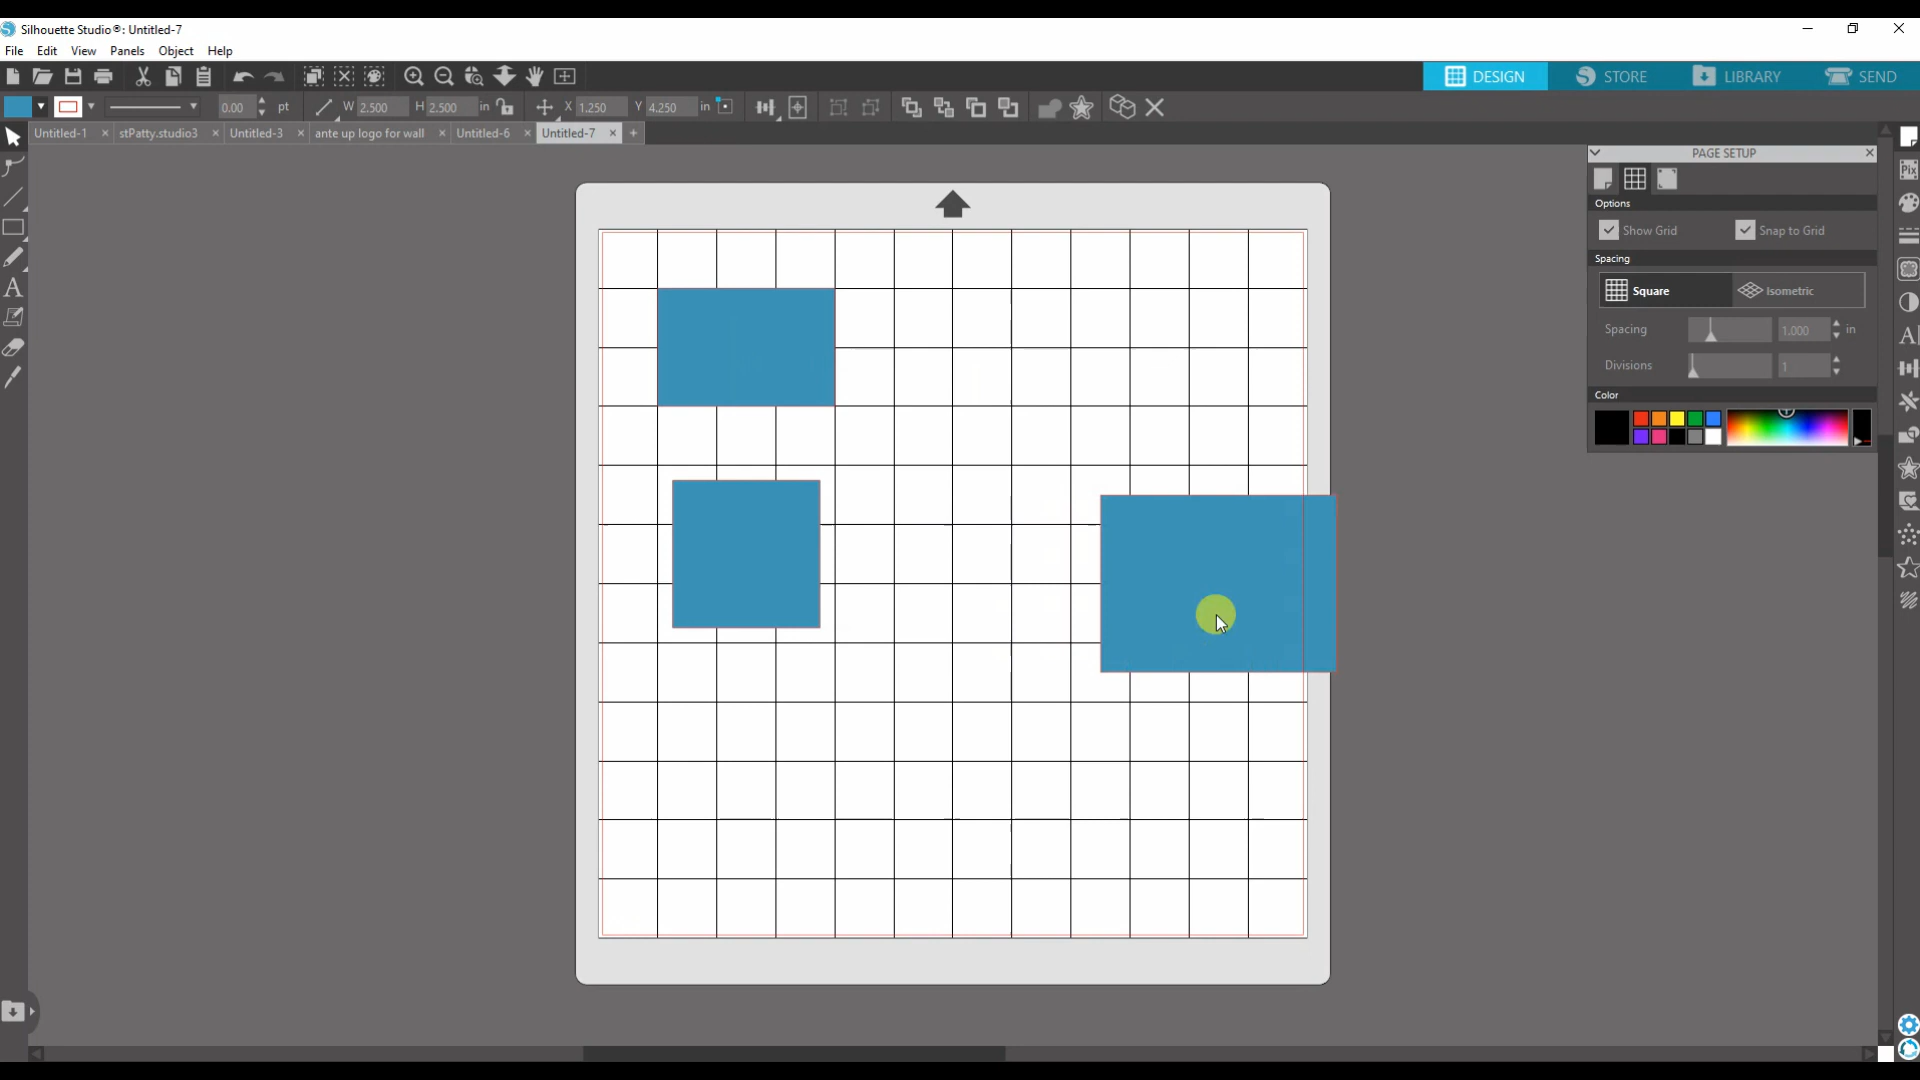 Silhouette Studio®: Untitled-7
File Edit View Panels Object Help
DESIGN STORE LIBRARY SEND
0.00 pt W 2.500 H 2.500 in X 1.250 Y 4.250 in
Untitled-1 × stPatty.studio3 × Untitled-3 × ante up logo for wall × Untitled-6 × Untitled-7 × +
PAGE SETUP
Pix
Options
Show Grid Snap to Grid
Spacing
Square Isometric
Spacing 1.000 in
Divisions 1
Color